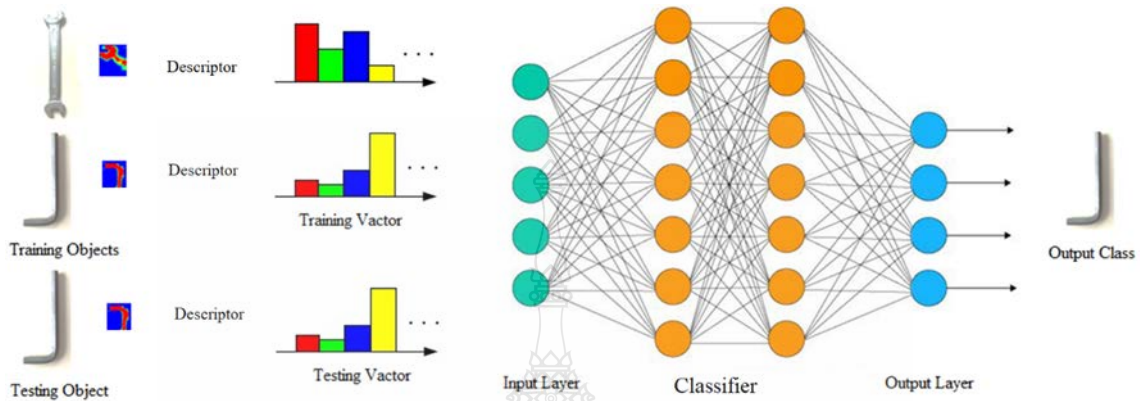 Descriptor
Descriptor
Training Vactor
Training Objects
Descriptor
Testing Vactor
Testing Object
Input Layer
Classifier
Output Layer
Output Class